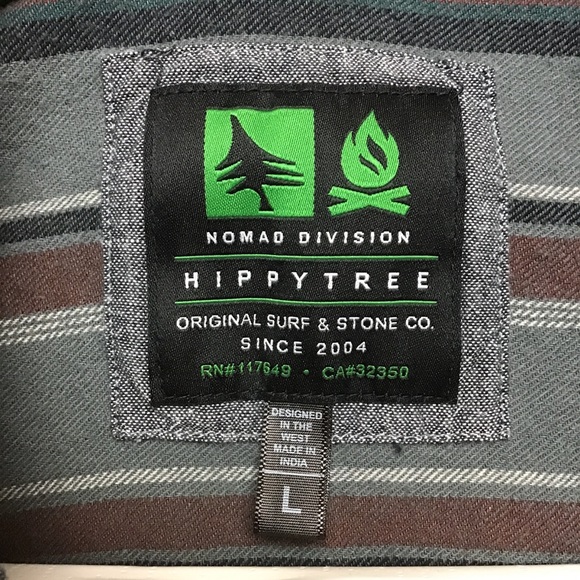 NOMAD DIVISION
HIPPYTREE
ORIGINAL SURF & STONE CO.
SINCE 2004
RN# 117649 • CA#32350
DESIGNED
IN THE
WEST
MADE IN
INDIA
L